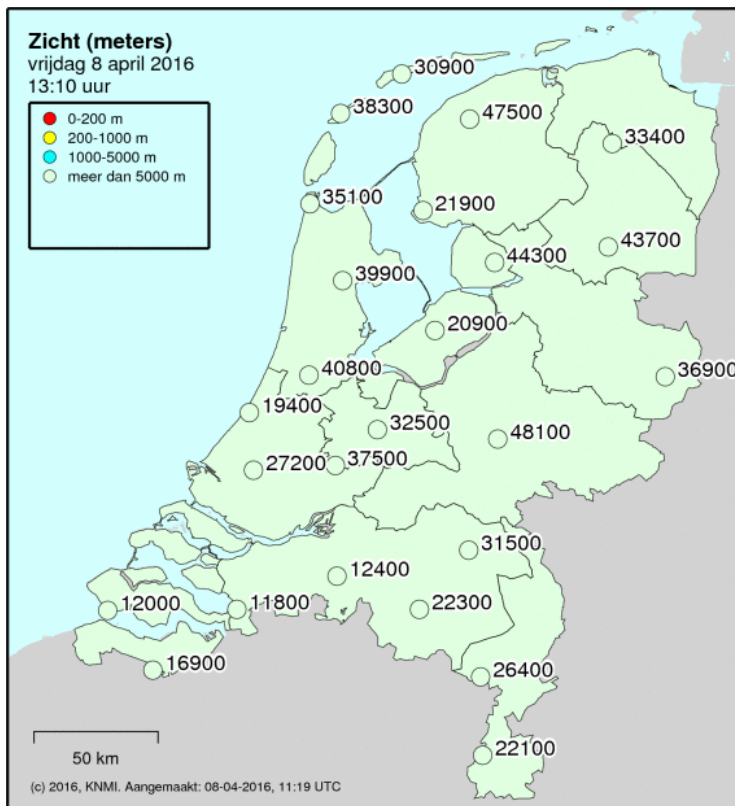 Zicht (meters)
vrijdag 8 april 2016
13:10 uur
0-200 m
200-1000 m
1000-5000 m
meer dan 5000 m
30900
38300
47500
33400
35100
21900
43700
44300
39900
20900
40800
36900
19400
32500
48100
27200
37500
31500
12400
12000
11800
22300
16900
26400
22100
50 km
(c) 2016, KNMI. Aangemaakt: 08-04-2016, 11:19 UTC